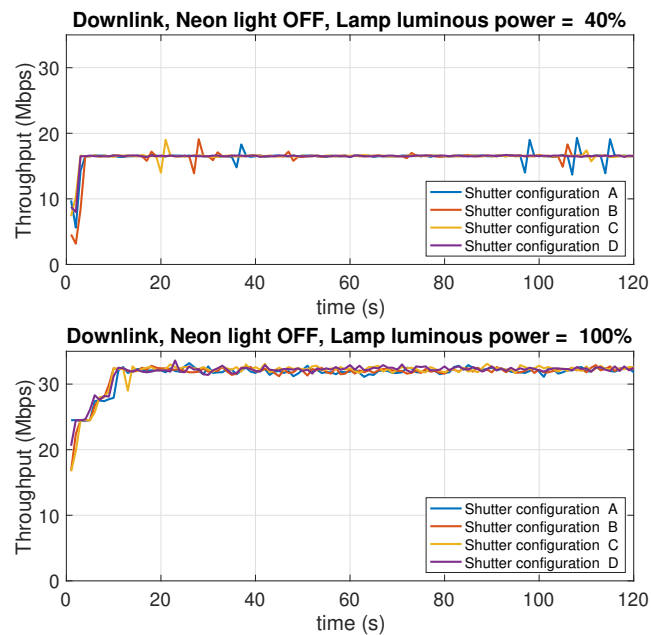 Downlink, Neon light OFF, Lamp luminous power = 40%
Throughput (Mbps)
30
20
10
0
Shutter configuration A
Shutter configuration B
Shutter configuration C
Shutter configuration D
0 20 40 60 80 100 120
time (s)
Downlink, Neon light OFF, Lamp luminous power = 100%
Throughput (Mbps)
30
20
10
0
Shutter configuration A
Shutter configuration B
Shutter configuration C
Shutter configuration D
0 20 40 60 80 100 120
time (s)